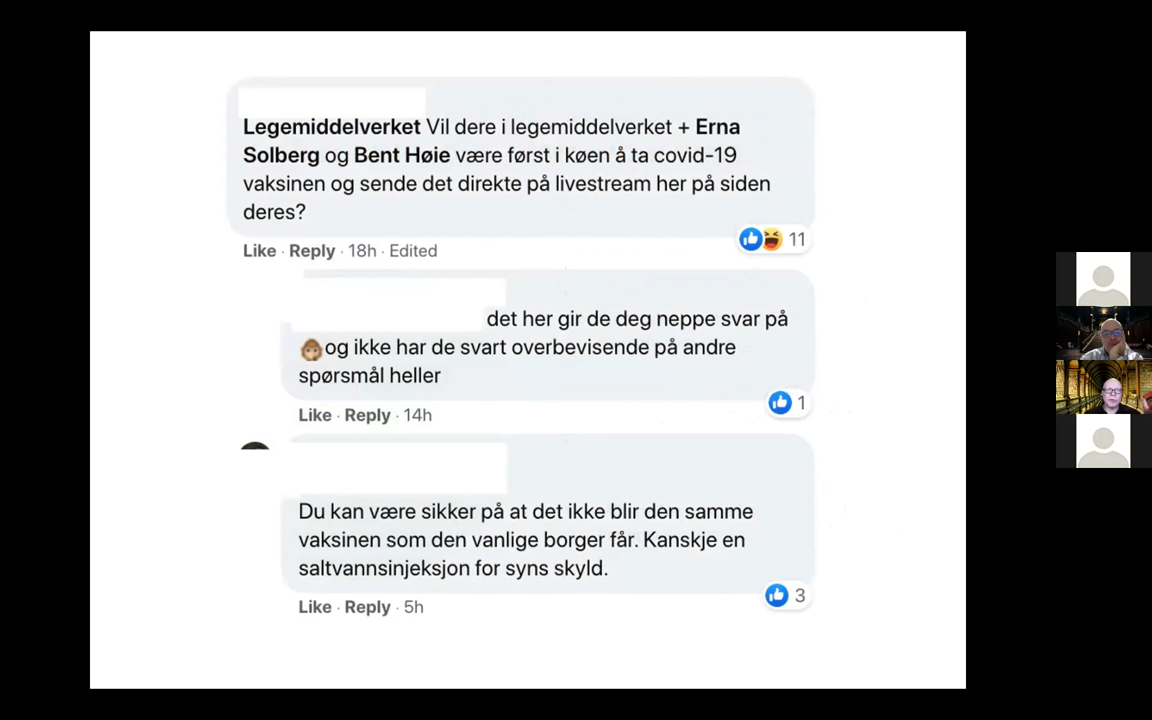 Legemiddelverket Vil dere i legemiddelverket + Erna
Solberg og Bent Høie være først i køen å ta covid-19
vaksinen og sende det direkte på livestream her på siden
deres?
11
Like · Reply · 18h · Edited
det her gir de deg neppe svar på
og ikke har de svart overbevisende på andre
spørsmål heller
1
Like · Reply · 14h
Du kan være sikker på at det ikke blir den samme
vaksinen som den vanlige borger får. Kanskje en
saltvannsinjeksjon for syns skyld.
3
Like · Reply · 5h